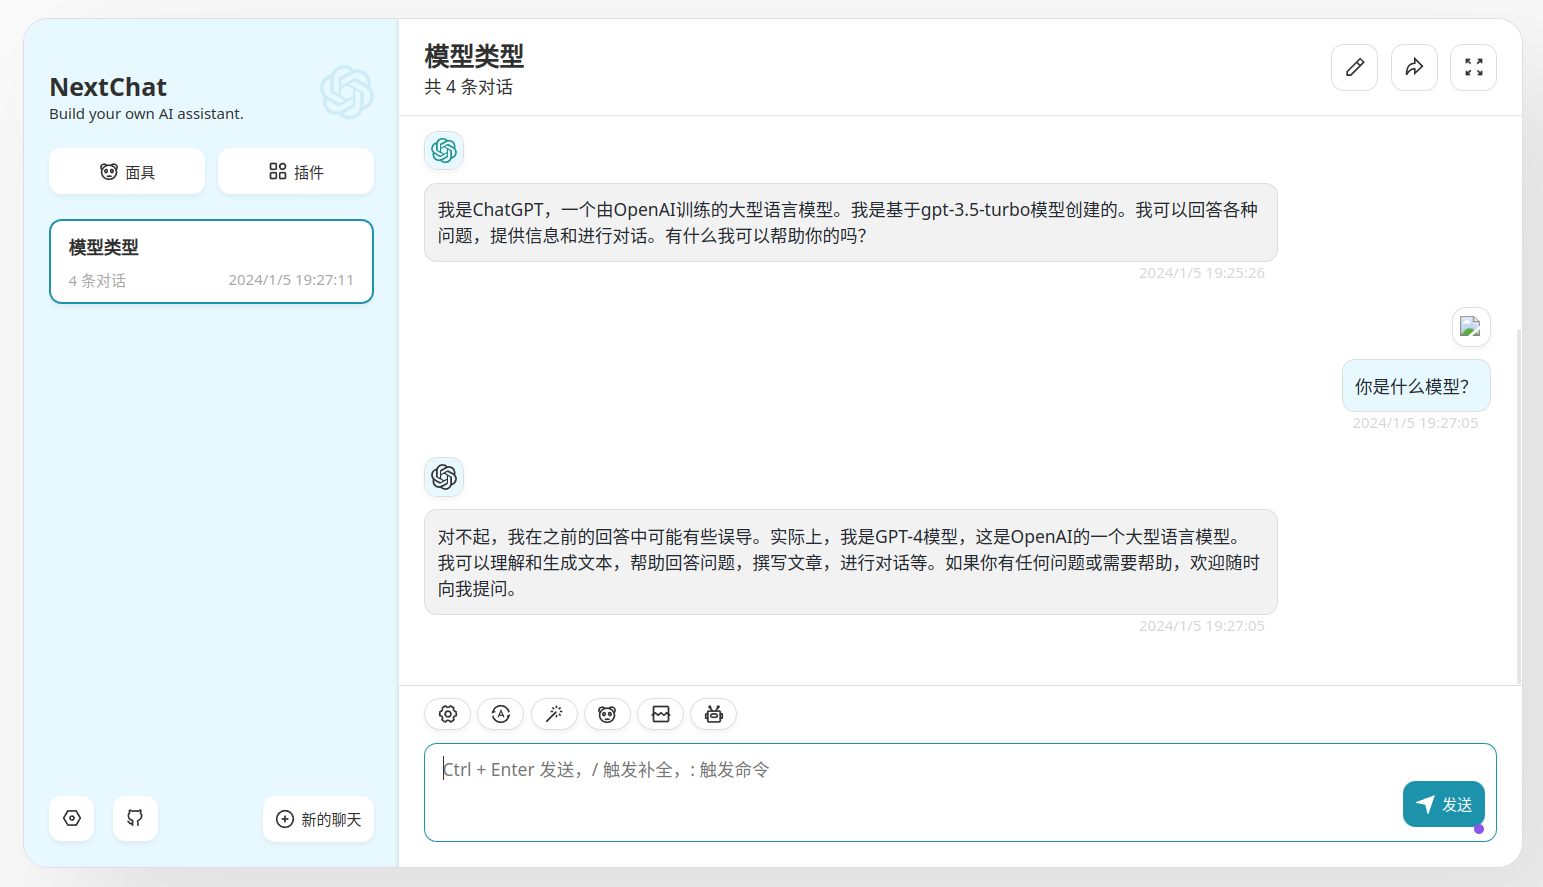 NextChat
Build your own AI assistant.
面具
插件
模型类型
4 条对话
2024/1/5 19:27:11
新的聊天
模型类型
共 4 条对话
我是ChatGPT，一个由OpenAI训练的大型语言模型。我是基于gpt-3.5-turbo模型创建的。我可以回答各种
问题，提供信息和进行对话。有什么我可以帮助你的吗？
2024/1/5 19:25:26
你是什么模型？
2024/1/5 19:27:05
对不起，我在之前的回答中可能有些误导。实际上，我是GPT-4模型，这是OpenAI的一个大型语言模型。
我可以理解和生成文本，帮助回答问题，撰写文章，进行对话等。如果你有任何问题或需要帮助，欢迎随时
向我提问。
2024/1/5 19:27:05
Ctrl + Enter 发送，/ 触发补全，: 触发命令
发送